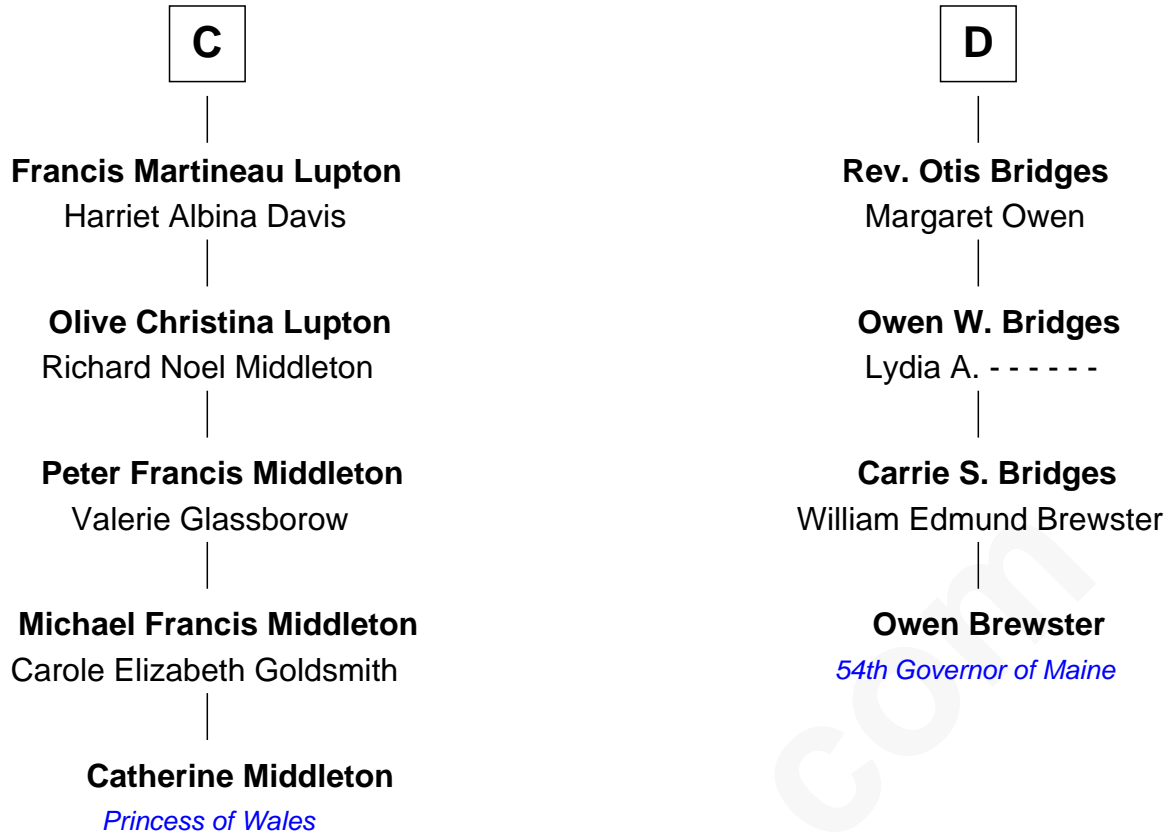 C
Francis Martineau Lupton
Harriet Albina Davis
Olive Christina Lupton
Richard Noel Middleton
Peter Francis Middleton
Valerie Glassborow
Michael Francis Middleton
Carole Elizabeth Goldsmith
Catherine Middleton
Princess of Wales
D
Rev. Otis Bridges
Margaret Owen
Owen W. Bridges
Lydia A. - - - - - -
Carrie S. Bridges
William Edmund Brewster
Owen Brewster
54th Governor of Maine
com